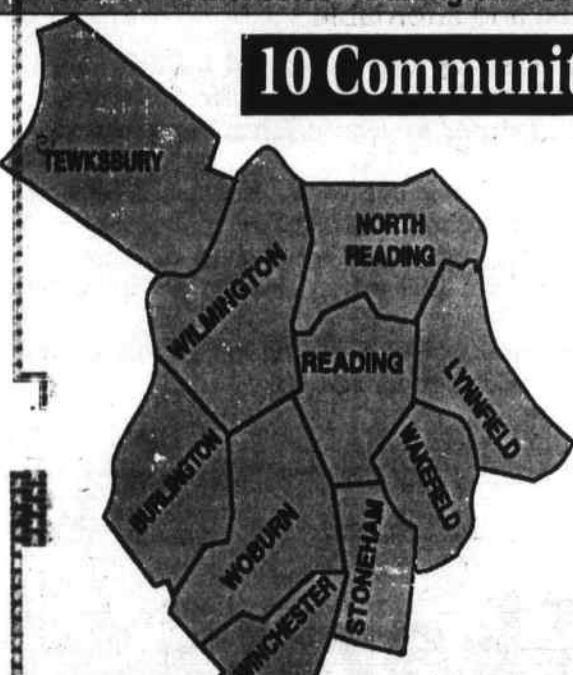 10 Communit
TEWKSBURY
WILMINGTON
NORTH
READING
READING
LYNNFIELD
BURLINGTON
WAKEFIELD
WOBURN
STONEHAM
WINCHESTER